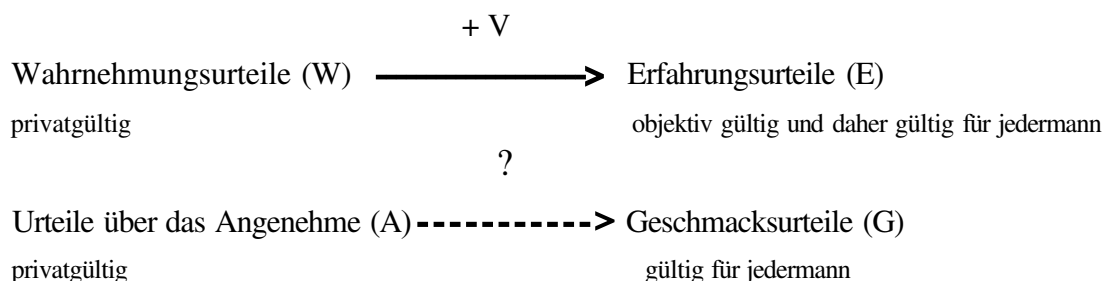 + V
Wahrnehmungsurteile (W) Erfahrungsurteile (E)
privatgültig objektiv gültig und daher gültig für jedermann
?
Urteile über das Angenehme (A) Geschmacksurteile (G)
privatgültig gültig für jedermann